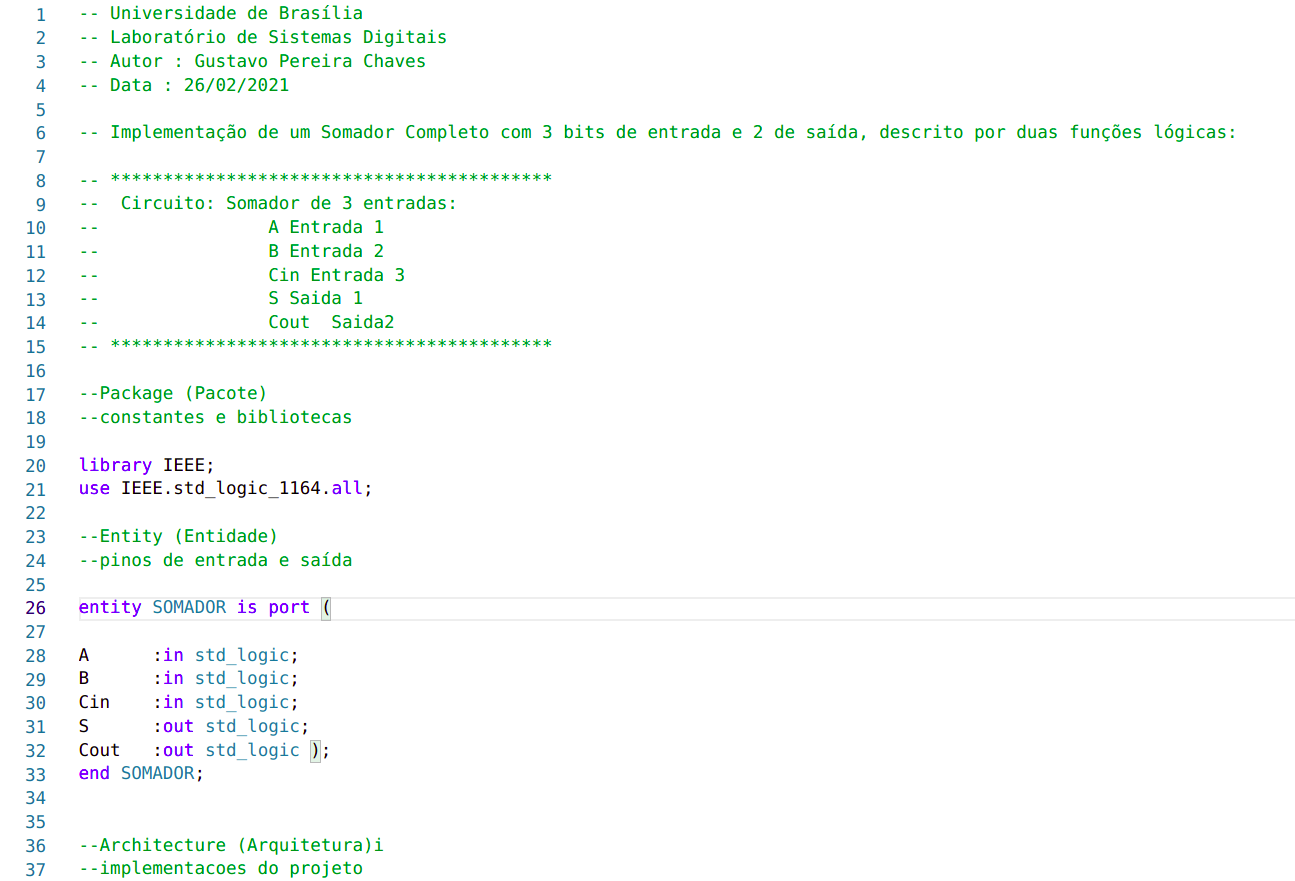 1 -- Universidade de Brasília
2 -- Laboratório de Sistemas Digitais
3 -- Autor : Gustavo Pereira Chaves
4 -- Data : 26/02/2021
5
6 -- Implementação de um Somador Completo com 3 bits de entrada e 2 de saída, descrito por duas funções lógicas:
7
8 -- ******************************************
9 --  Circuito: Somador de 3 entradas:
10 --                A Entrada 1
11 --                B Entrada 2
12 --                Cin Entrada 3
13 --                S Saida 1
14 --                Cout  Saida2
15 -- ******************************************
16
17 --Package (Pacote)
18 --constantes e bibliotecas
19
20 library IEEE;
21 use IEEE.std_logic_1164.all;
22
23 --Entity (Entidade)
24 --pinos de entrada e saída
25
26 entity SOMADOR is port (
27
28 A      :in std_logic;
29 B      :in std_logic;
30 Cin    :in std_logic;
31 S      :out std_logic;
32 Cout   :out std_logic );
33 end SOMADOR;
34
35
36 --Architecture (Arquitetura)i
37 --implementacoes do projeto